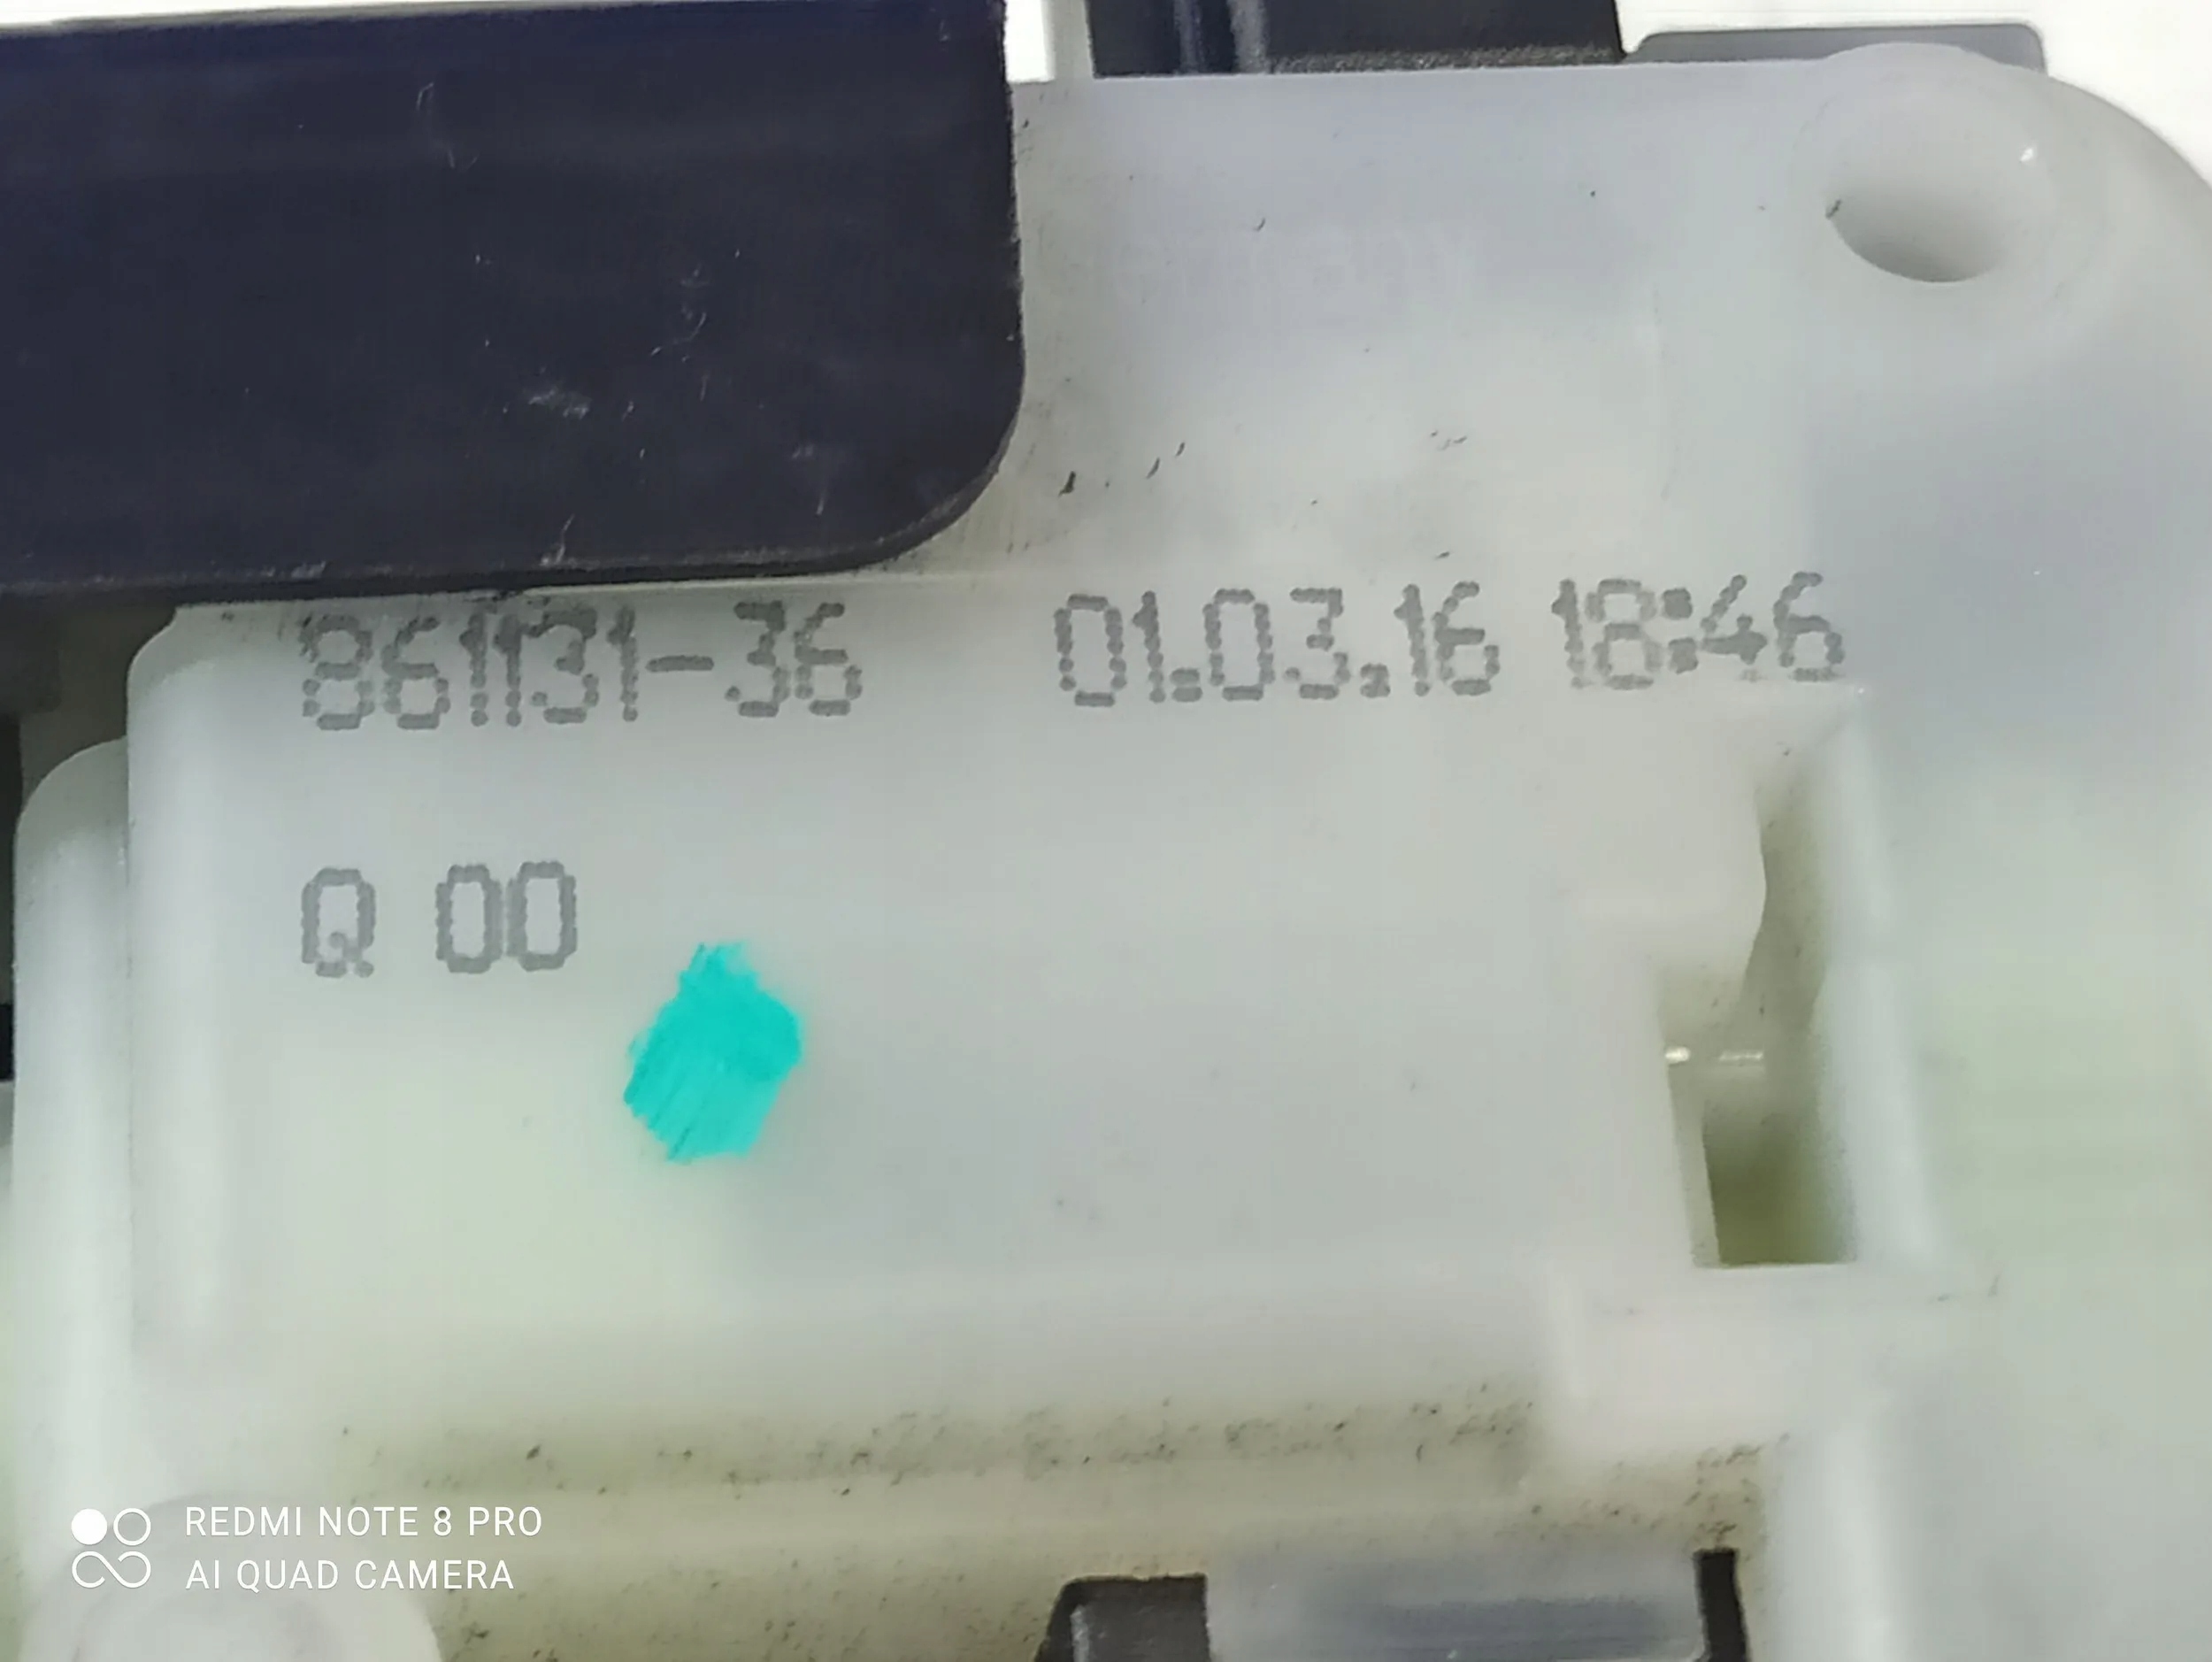 861131-36 01.03.16 18:46
Q 00
REDMI NOTE 8 PRO
AI QUAD CAMERA